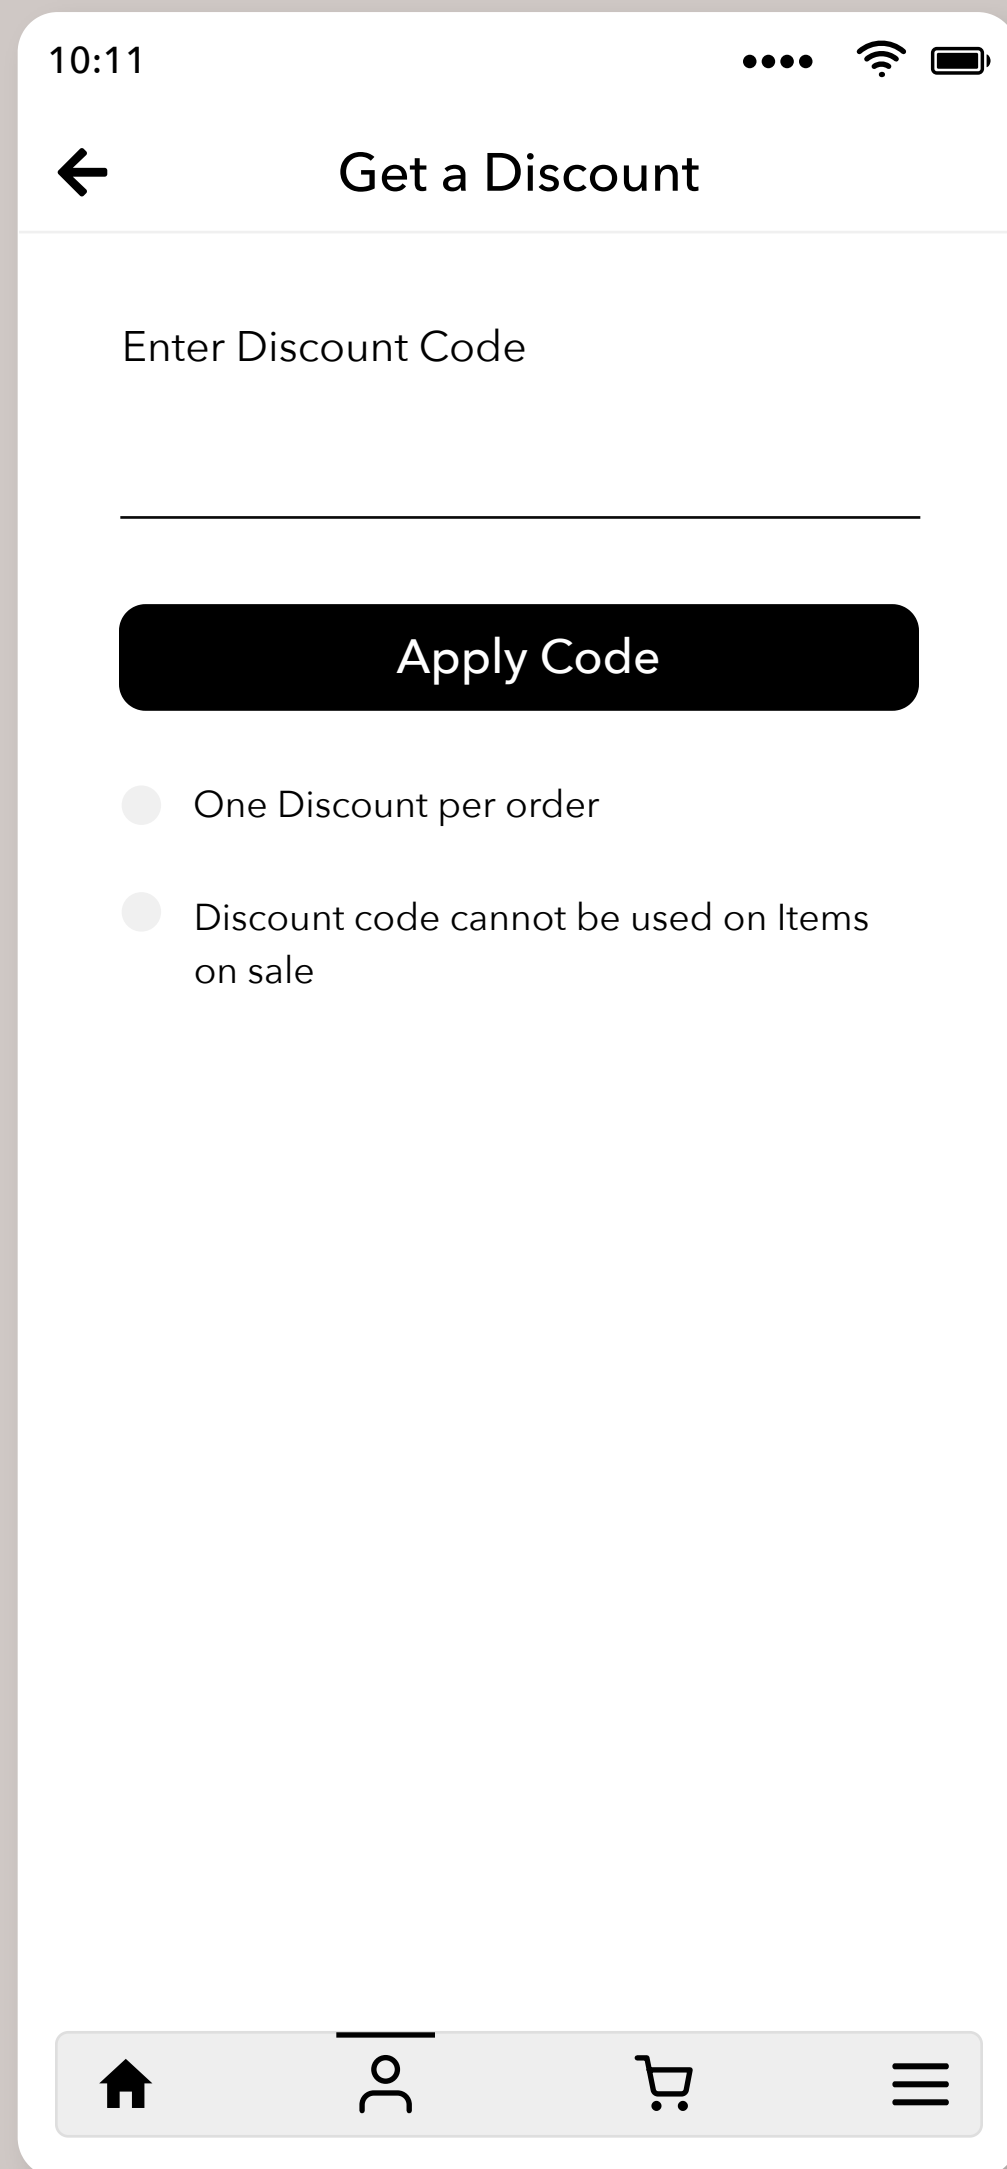 10:11
Get a Discount
Enter Discount Code
Apply Code
One Discount per order
Discount code cannot be used on Items
on sale